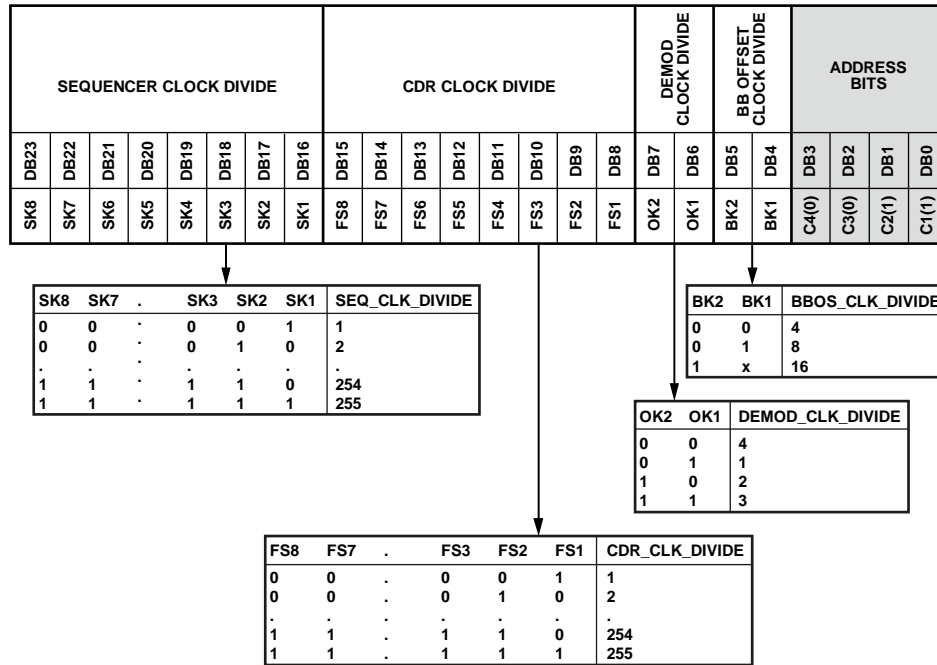 SEQUENCER CLOCK DIVIDE
CDR CLOCK DIVIDE
DEMOD
CLOCK DIVIDE
BB OFFSET
CLOCK DIVIDE
ADDRESS
BITS
DB23 DB22 DB21 DB20 DB19 DB18 DB17 DB16 DB15 DB14 DB13 DB12 DB11 DB10 DB9 DB8 DB7 DB6 DB5 DB4 DB3 DB2 DB1 DB0
SK8 SK7 SK6 SK5 SK4 SK3 SK2 SK1 FS8 FS7 FS6 FS5 FS4 FS3 FS2 FS1 OK2 OK1 BK2 BK1 C4(0) C3(0) C2(1) C1(1)
SK8 SK7 . SK3 SK2 SK1 SEQ_CLK_DIVIDE
0 0 . 0 0 1 1
0 0 . 0 1 0 2
. . . . . . .
1 1 . 1 1 0 254
1 1 . 1 1 1 255
BK2 BK1 BBOS_CLK_DIVIDE
0 0 4
0 1 8
1 x 16
OK2 OK1 DEMOD_CLK_DIVIDE
0 0 4
0 1 1
1 0 2
1 1 3
FS8 FS7 . FS3 FS2 FS1 CDR_CLK_DIVIDE
0 0 . 0 0 1 1
0 0 . 0 1 0 2
. . . . . . .
1 1 . 1 1 0 254
1 1 . 1 1 1 255